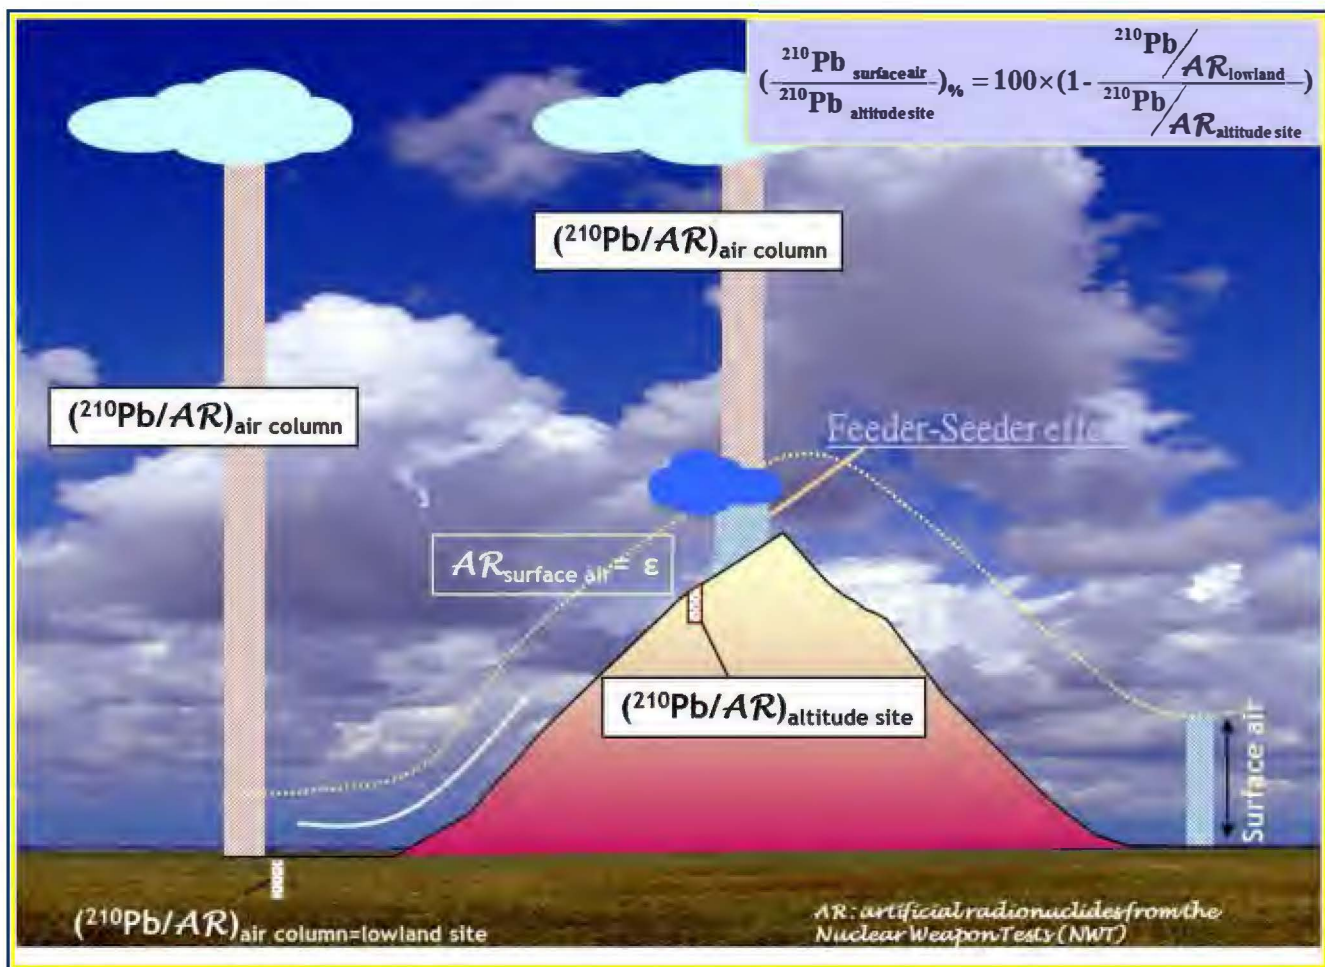 (²¹⁰Pb surface air / ²¹⁰Pb altitude site)% = 100×(1- ²¹⁰Pb/AR lowland / ²¹⁰Pb/AR altitude site)
(²¹⁰Pb/AR)air column
(²¹⁰Pb/AR)air column
Feeder-Seeder effe
ARsurface air = ε
(²¹⁰Pb/AR)altitude site
Surface air
(²¹⁰Pb/AR)air column=lowland site
AR: artificial radionuclides from the
Nuclear Weapon Tests (NWT)